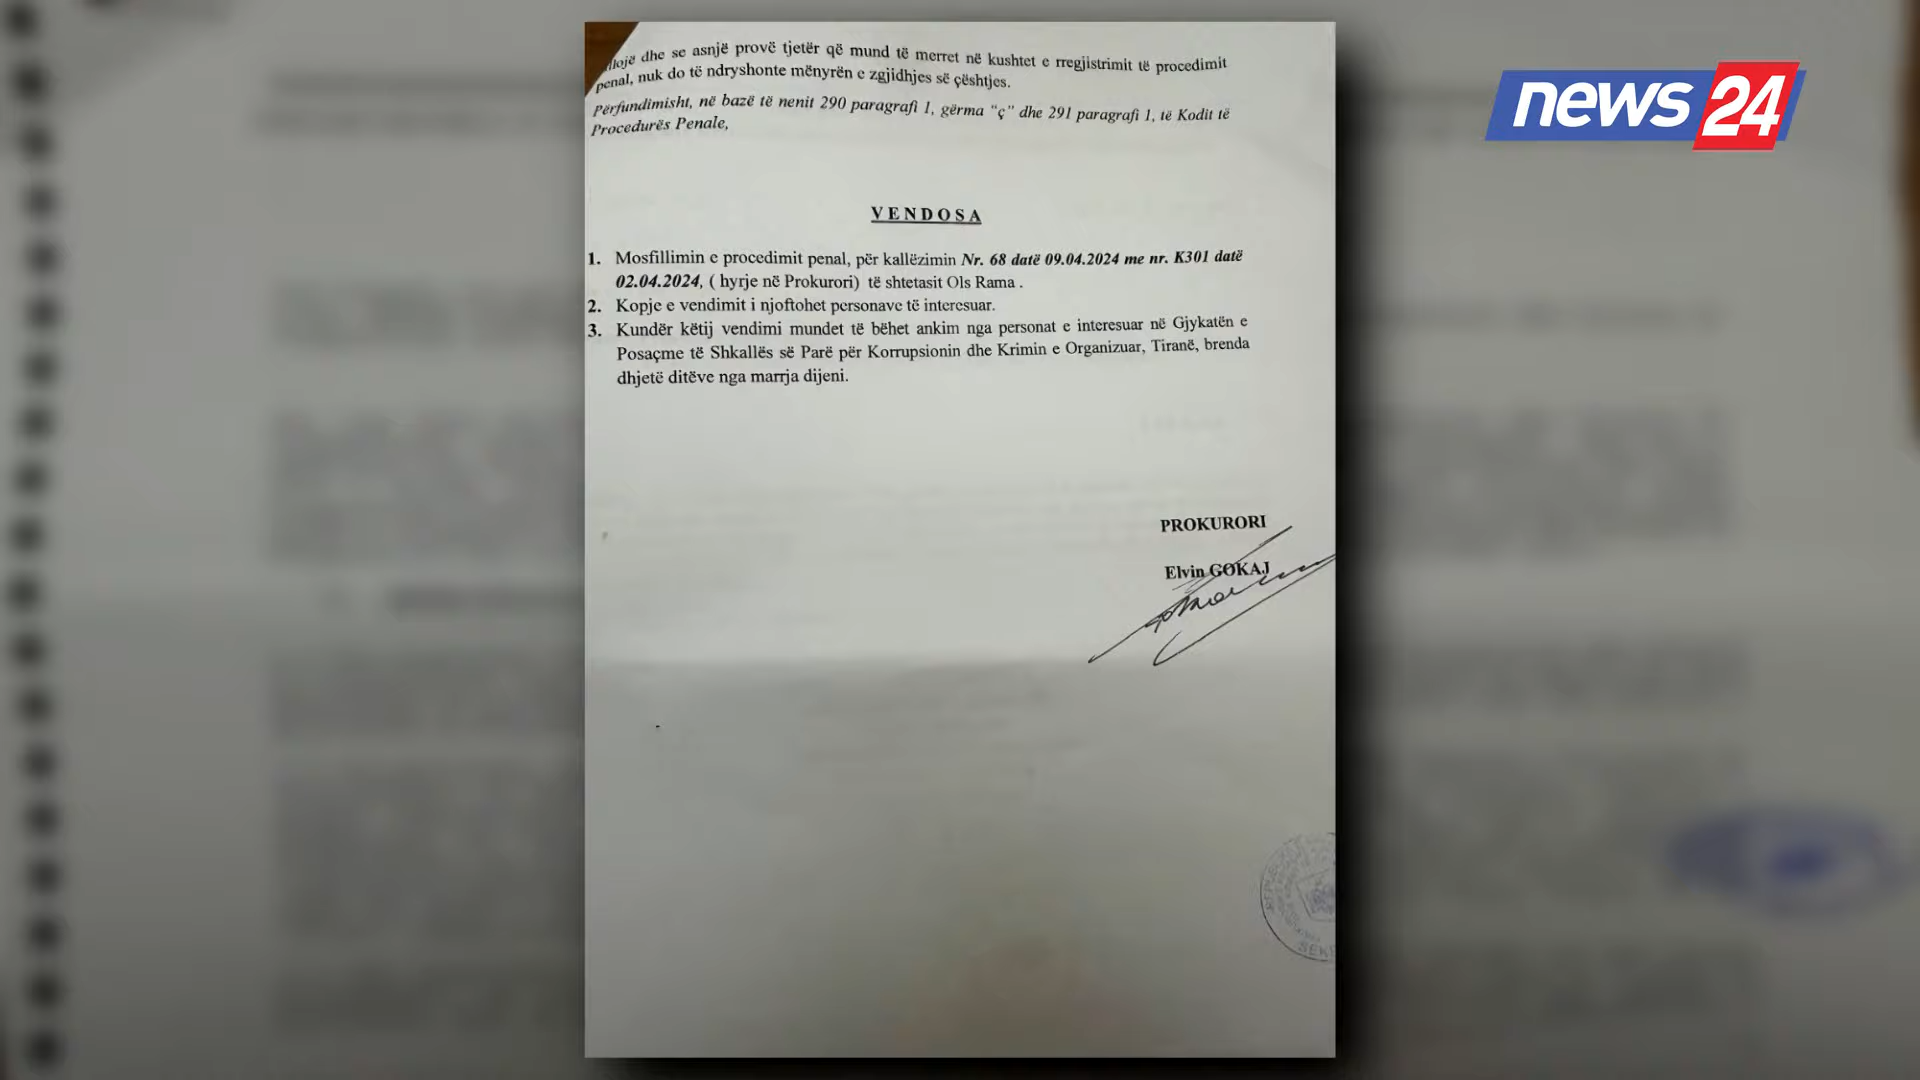 dhe se asnjë provë tjetër që mund të merret në kushtet e rregjistrimit të procedimit
penal, nuk do të ndryshonte mënyrën e zgjidhjes së çështjes.
Përfundimisht, në bazë të nenit 290 paragrafi 1, gërma "ç" dhe 291 paragrafi 1, të Kodit të
Procedurës Penale,
VENDOSA
1. Mosfillimin e procedimit penal, për kallëzimin Nr. 68 datë 09.04.2024 me nr. K301 datë
02.04.2024, ( hyrje në Prokurori) të shtetasit Ols Rama .
2. Kopje e vendimit i njoftohet personave të interesuar.
3. Kundër këtij vendimi mundet të bëhet ankim nga personat e interesuar në Gjykatën e
Posaçme të Shkallës së Parë për Korrupsionin dhe Krimin e Organizuar, Tiranë, brenda
dhjetë ditëve nga marrja dijeni.
PROKURORI
Elvin GOKAJ
news 24